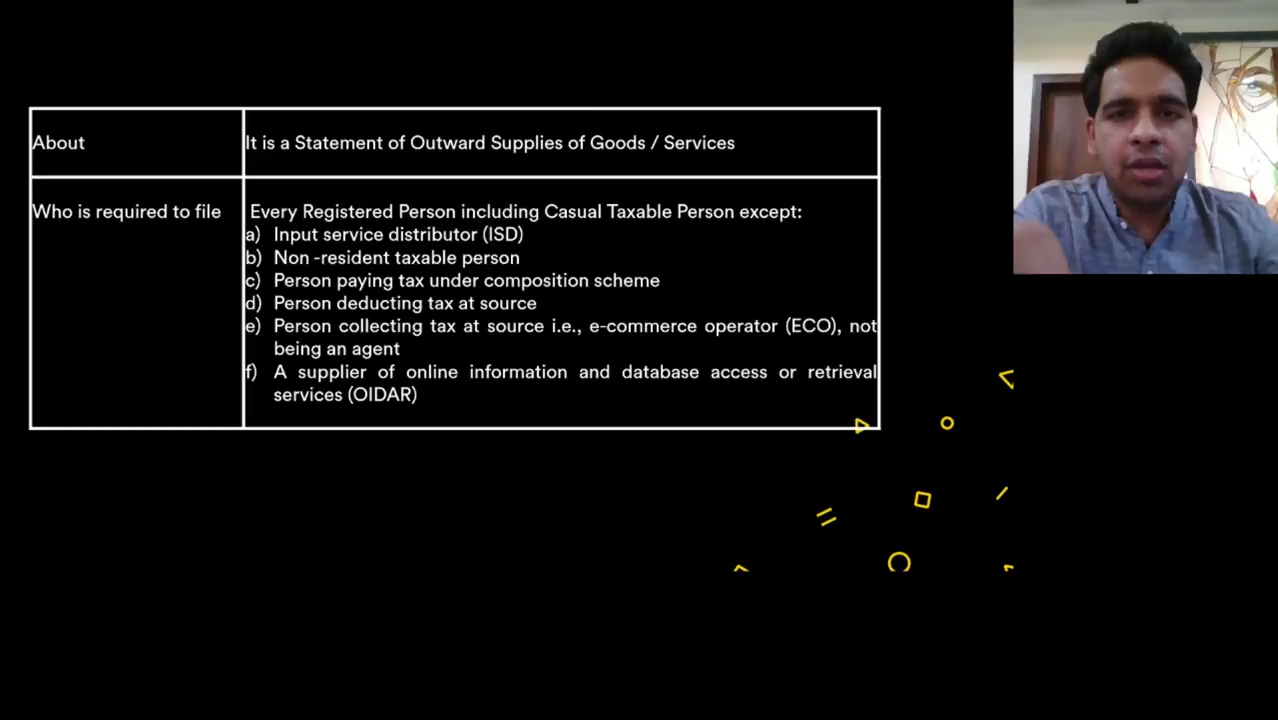 About
It is a Statement of Outward Supplies of Goods / Services
Who is required to file
Every Registered Person including Casual Taxable Person except:
a) Input service distributor (ISD)
b) Non -resident taxable person
c) Person paying tax under composition scheme
d) Person deducting tax at source
e) Person collecting tax at source i.e., e-commerce operator (ECO), not
being an agent
f) A supplier of online information and database access or retrieval
services (OIDAR)